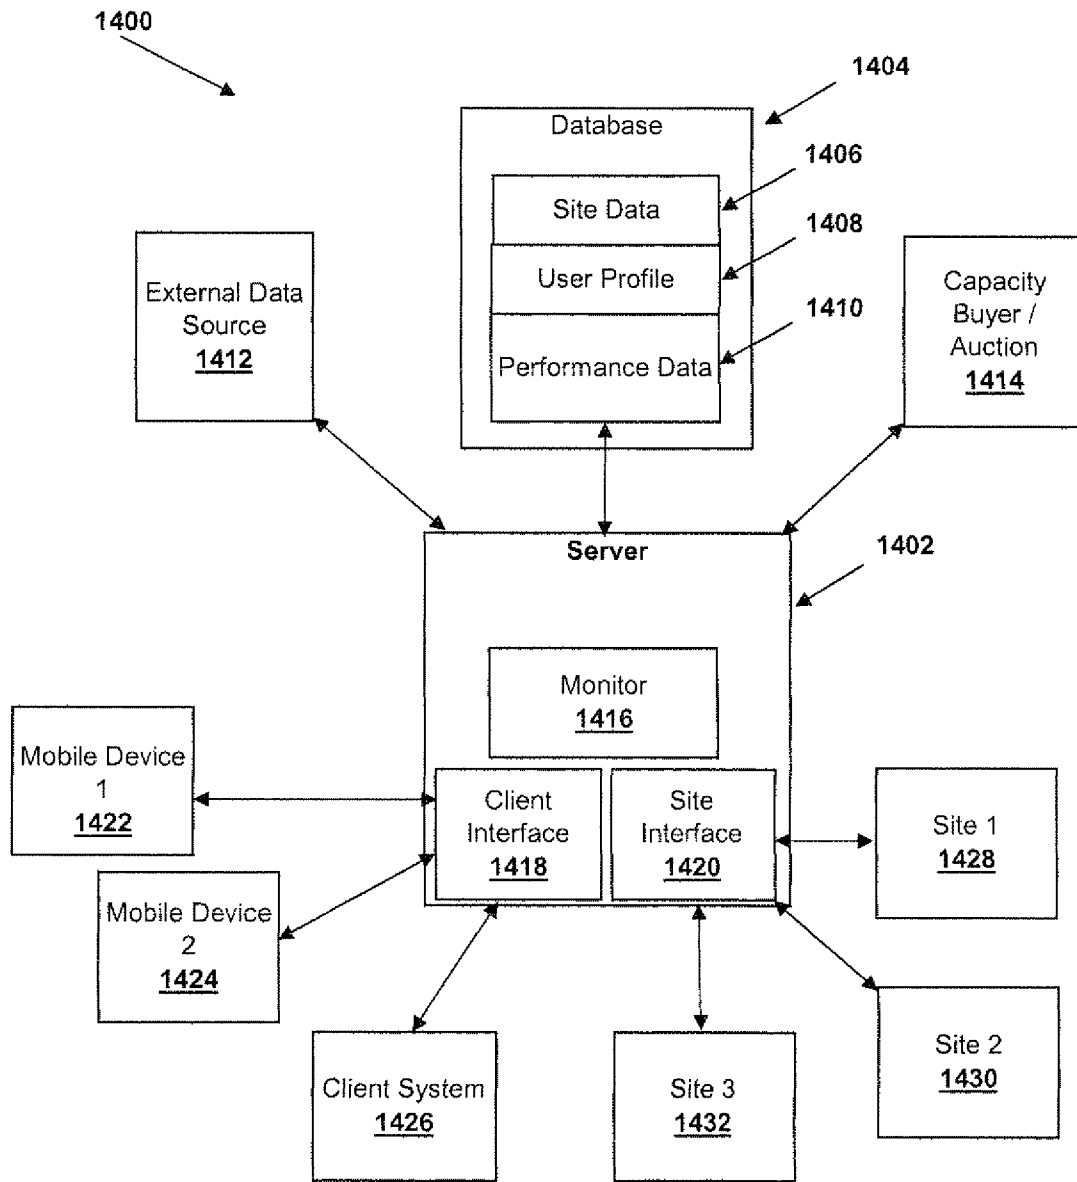 1400
1404
Database
1406
Site Data
1408
User Profile
1410
Performance Data
External Data
Source
1412
Capacity
Buyer /
Auction
1414
Server
1402
Monitor
1416
Mobile Device
1
1422
Client
Interface
1418
Site
Interface
1420
Site 1
1428
Mobile Device
2
1424
Client System
1426
Site 3
1432
Site 2
1430